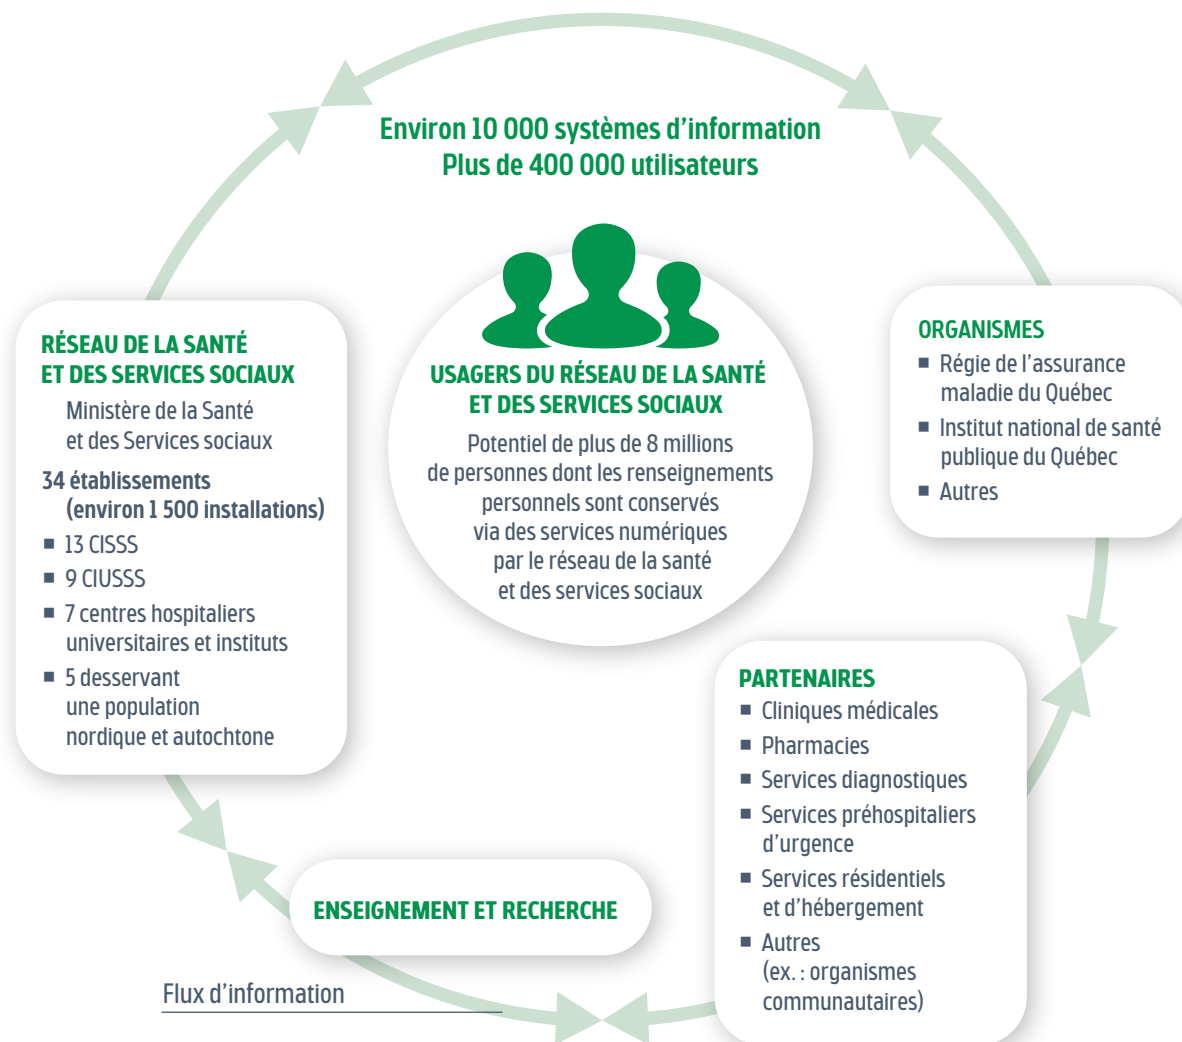 Environ 10 000 systèmes d'information
Plus de 400 000 utilisateurs
RÉSEAU DE LA SANTÉ
ET DES SERVICES SOCIAUX
Ministère de la Santé
et des Services sociaux
34 établissements
(environ 1 500 installations)
■ 13 CISSS
■ 9 CIUSSS
■ 7 centres hospitaliers
universitaires et instituts
■ 5 desservant
une population
nordique et autochtone
USAGERS DU RÉSEAU DE LA SANTÉ
ET DES SERVICES SOCIAUX
Potentiel de plus de 8 millions
de personnes dont les renseignements
personnels sont conservés
via des services numériques
par le réseau de la santé
et des services sociaux
ORGANISMES
■ Régie de l'assurance
maladie du Québec
■ Institut national de santé
publique du Québec
■ Autres
PARTENAIRES
■ Cliniques médicales
■ Pharmacies
■ Services diagnostiques
■ Services préhospitaliers
d'urgence
■ Services résidentiels
et d'hébergement
■ Autres
(ex. : organismes
communautaires)
ENSEIGNEMENT ET RECHERCHE
Flux d'information